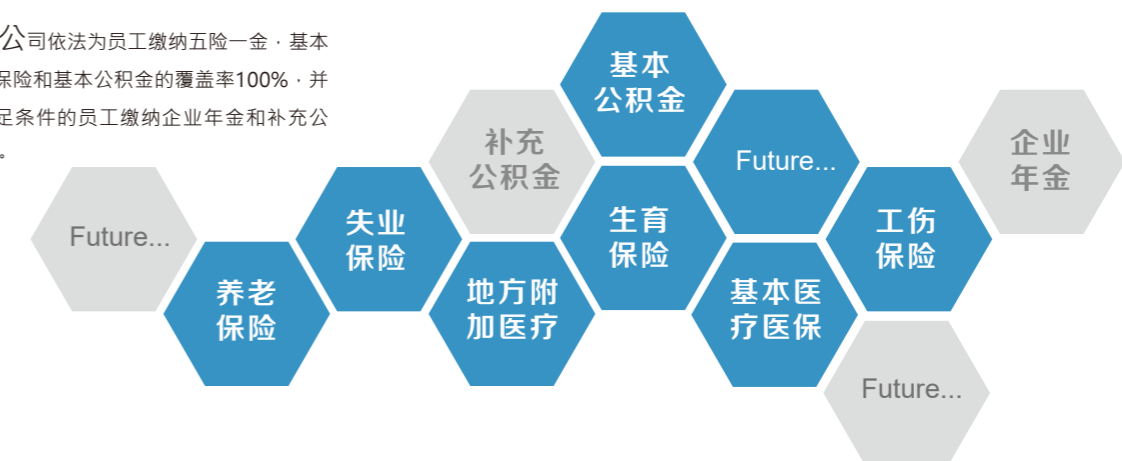 公司依法为员工缴纳五险一金·基本
保险和基本公积金的覆盖率100%·并
足条件的员工缴纳企业年金和补充公
。
基本
公积金
补充
公积金
Future...
企业
年金
Future...
失业
保险
生育
保险
工伤
保险
养老
保险
地方附
加医疗
基本医
疗医保
Future...